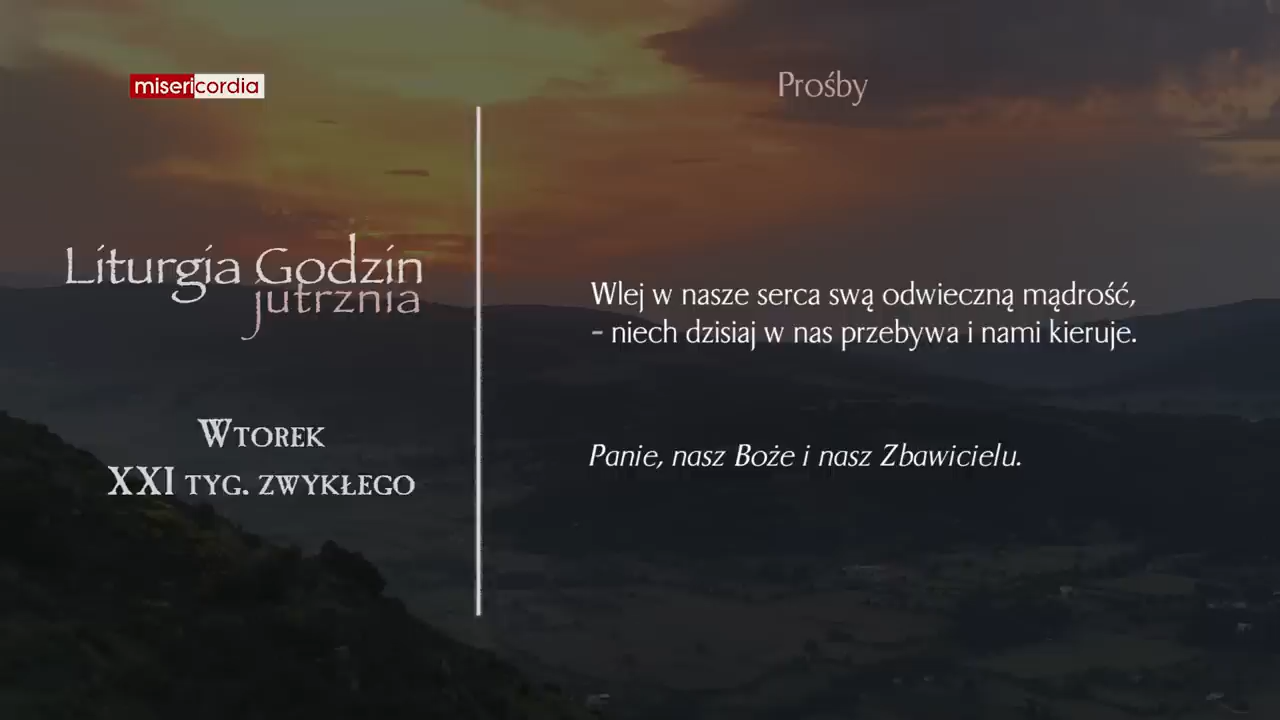 misericordia
Liturgia Godzin
jutrznia
Wtorek
XXI tyg. zwykłego
Prośby
Wlej w nasze serca swą odwieczną mądrość,
- niech dzisiaj w nas przebywa i nami kieruje.
Panie, nasz Boże i nasz Zbawicielu.